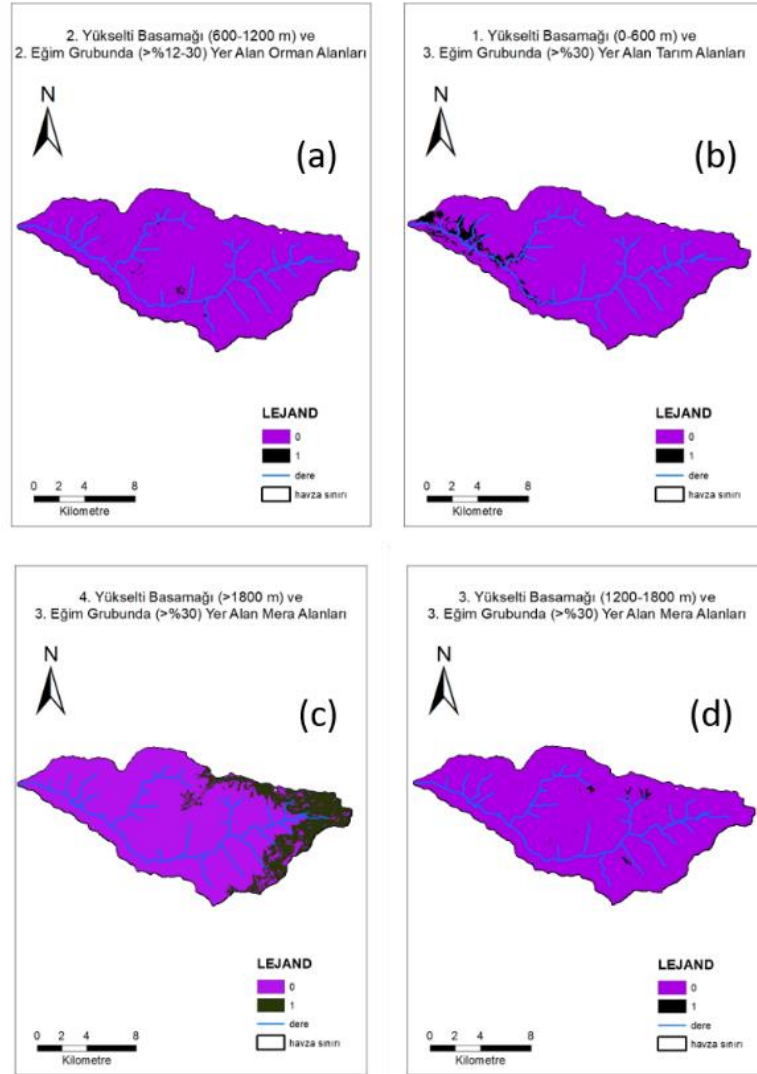 2. Yükselti Basamağı (600-1200 m) ve
2. Eğim Grubunda (>%12-30) Yer Alan Orman Alanları
N
(a)
LEJAND
0
1
dere
havza sınırı
0 2 4 8
Kilometre
1. Yükselti Basamağı (0-600 m) ve
3. Eğim Grubunda (>%30) Yer Alan Tarım Alanları
N
(b)
LEJAND
0
1
dere
havza sınırı
0 2 4 8
Kilometre
4. Yükselti Basamağı (>1800 m) ve
3. Eğim Grubunda (>%30) Yer Alan Mera Alanları
N
(c)
LEJAND
0
1
dere
havza sınırı
0 2 4 8
Kilometre
3. Yükselti Basamağı (1200-1800 m) ve
3. Eğim Grubunda (>%30) Yer Alan Mera Alanları
N
(d)
LEJAND
0
1
dere
havza sınırı
0 2 4 8
Kilometre